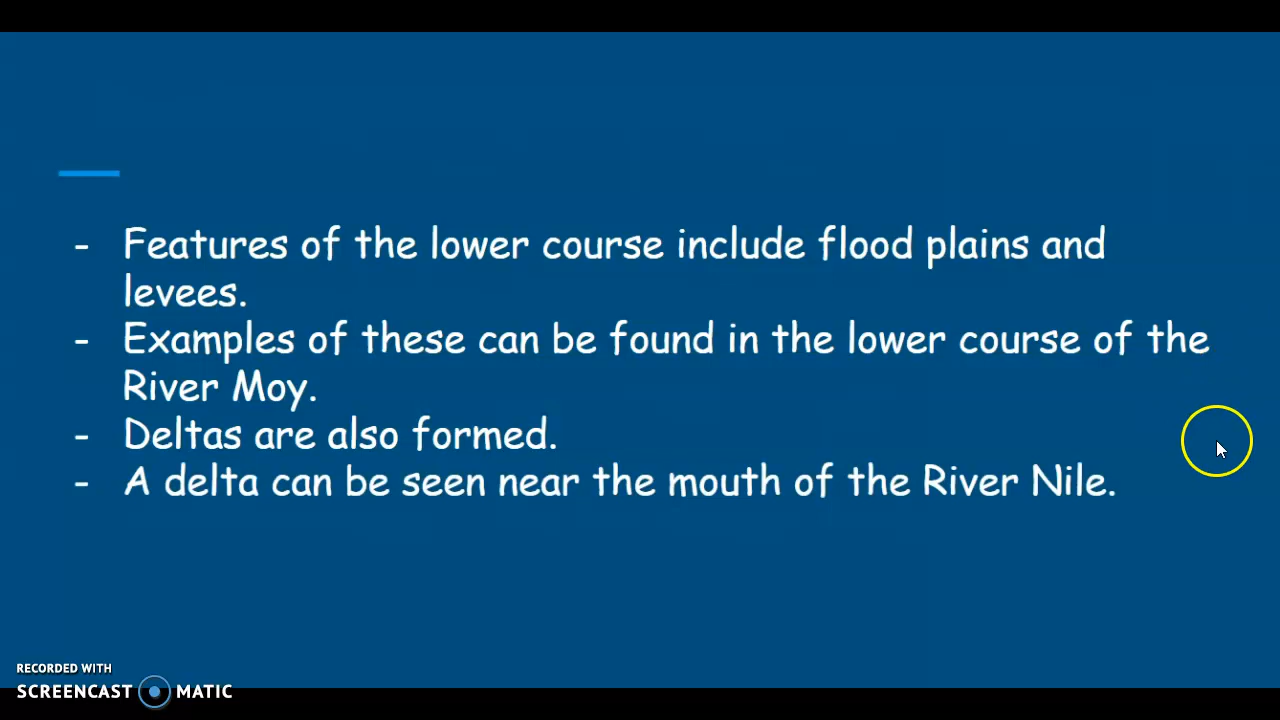 - Features of the lower course include flood plains and
levees.
- Examples of these can be found in the lower course of the
River Moy.
- Deltas are also formed.
- A delta can be seen near the mouth of the River Nile.
RECORDED WITH
SCREENCAST MATIC